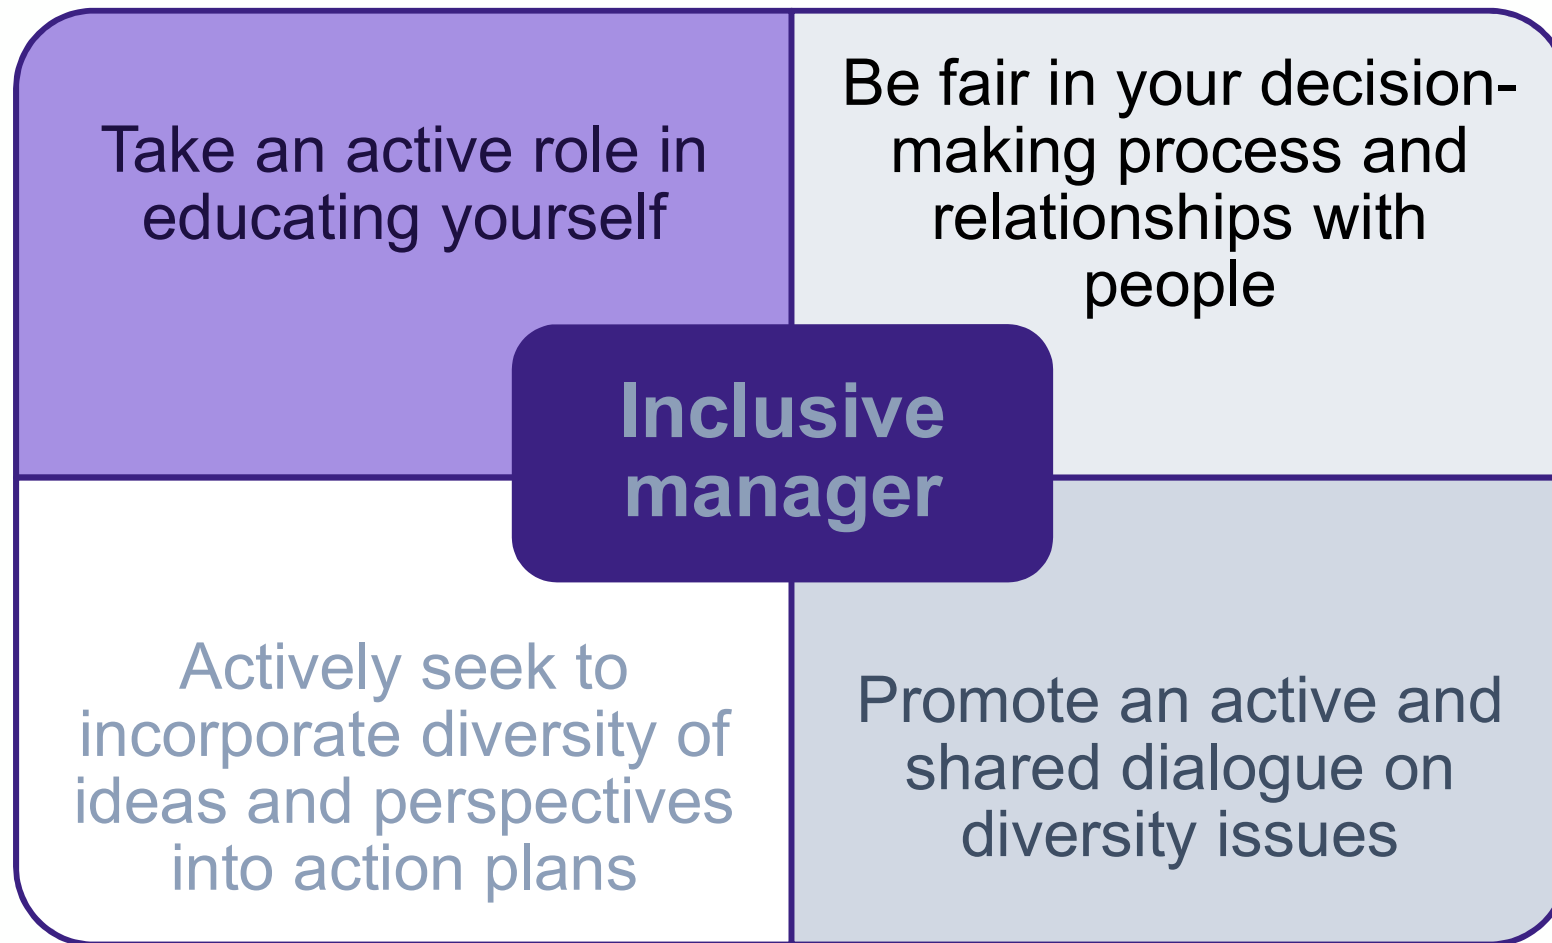 Take an active role in
educating yourself
Be fair in your decision-
making process and
relationships with
people
Inclusive
manager
Actively seek to
incorporate diversity of
ideas and perspectives
into action plans
Promote an active and
shared dialogue on
diversity issues